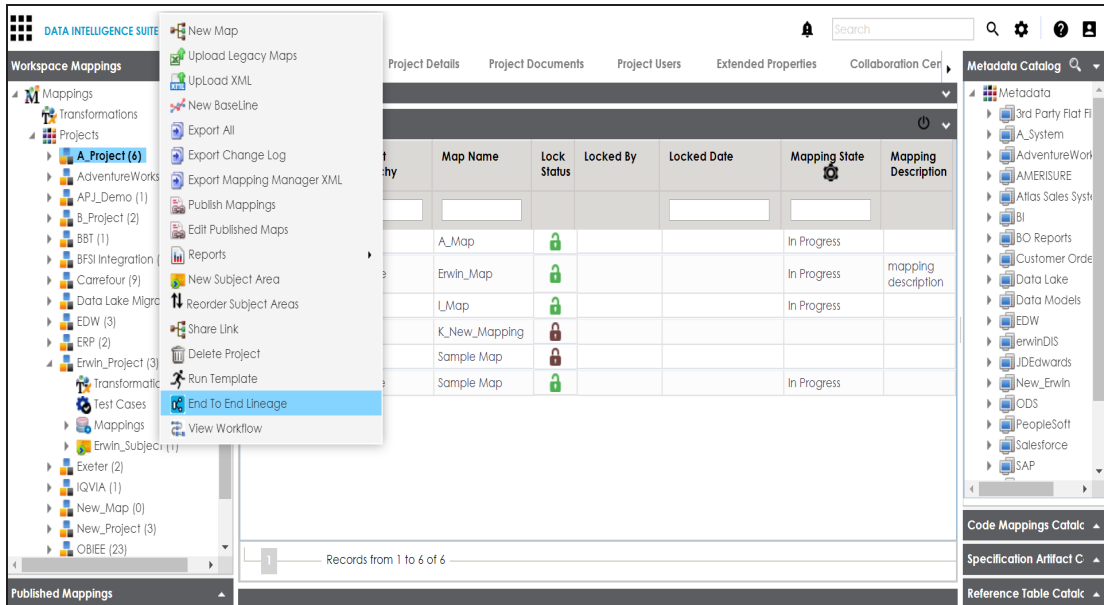 DATA INTELLIGENCE SUITE
Search
Workspace Mappings
Mappings
Transformations
Projects
A_Project (6)
AdventureWorks
APJ_Demo (1)
B_Project (2)
BBT (1)
BFSI Integration (
Carrefour (9)
Data Lake Migra
EDW (3)
ERP (2)
Erwin_Project (3)
Transformatio
Test Cases
Mappings
Erwin_Subject (1)
Exeter (2)
IQVIA (1)
New_Map (0)
New_Project (3)
OBIEE (23)
Published Mappings
New Map
Upload Legacy Maps
UpLoad XML
New BaseLine
Export All
Export Change Log
Export Mapping Manager XML
Publish Mappings
Edit Published Maps
Reports
New Subject Area
Reorder Subject Areas
Share Link
Delete Project
Run Template
End To End Lineage
View Workflow
Project Details Project Documents Project Users Extended Properties Collaboration Cen
Map Name Lock Status Locked By Locked Date Mapping State Mapping Description
A_Map In Progress
Erwin_Map In Progress mapping description
I_Map In Progress
K_New_Mapping
Sample Map
Sample Map In Progress
1 Records from 1 to 6 of 6
Metadata Catalog
Metadata
3rd Party Flat Fi
A_System
AdventureWork
AMERISURE
Atlas Sales Syste
BI
BO Reports
Customer Orde
Data Lake
Data Models
EDW
erwinDIS
JDEdwards
New_Erwin
ODS
PeopleSoft
Salesforce
SAP
Code Mappings Catalc
Specification Artifact C
Reference Table Catalc